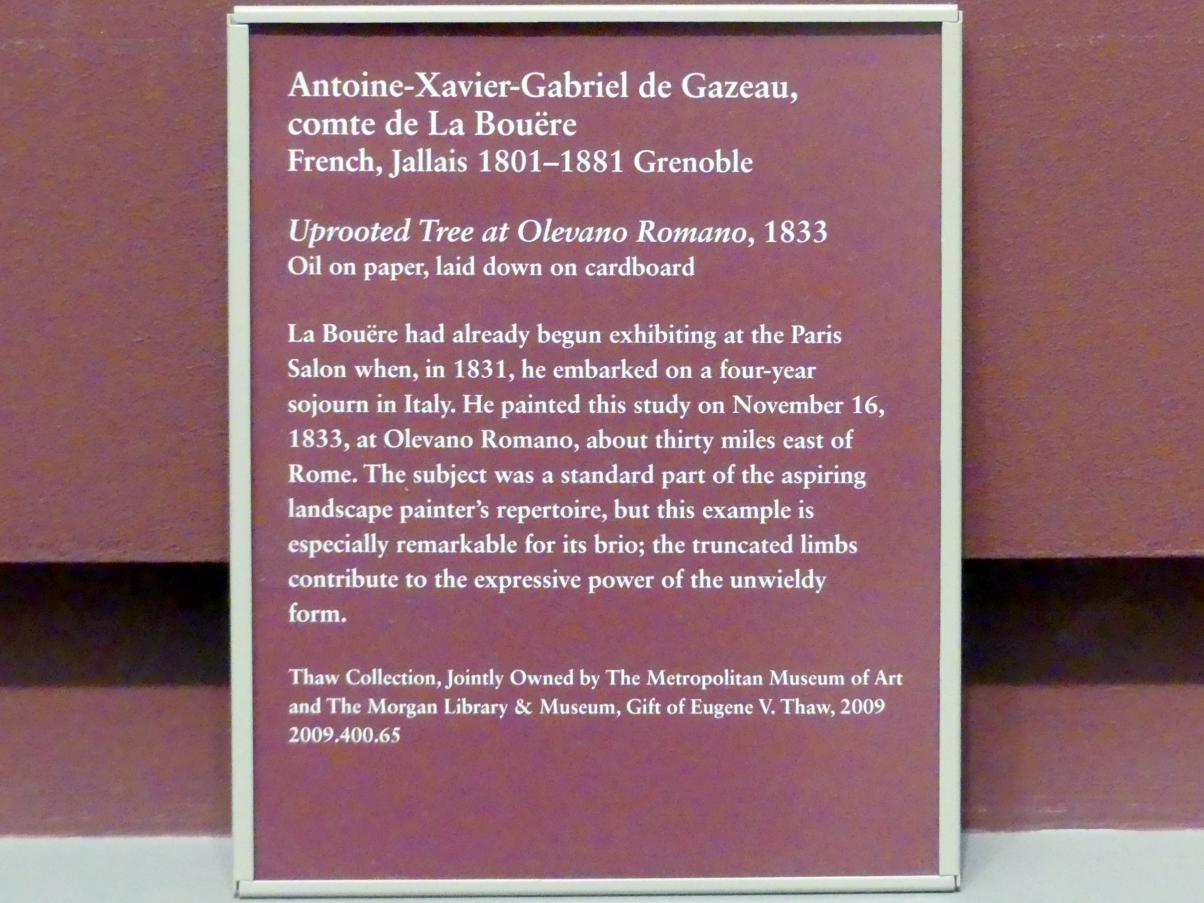 Antoine-Xavier-Gabriel de Gazeau,
comte de La Bouëre
French, Jallais 1801–1881 Grenoble
Uprooted Tree at Olevano Romano, 1833
Oil on paper, laid down on cardboard
La Bouëre had already begun exhibiting at the Paris
Salon when, in 1831, he embarked on a four-year
sojourn in Italy. He painted this study on November 16,
1833, at Olevano Romano, about thirty miles east of
Rome. The subject was a standard part of the aspiring
landscape painter’s repertoire, but this example is
especially remarkable for its brio; the truncated limbs
contribute to the expressive power of the unwieldy
form.
Thaw Collection, Jointly Owned by The Metropolitan Museum of Art
and The Morgan Library & Museum, Gift of Eugene V. Thaw, 2009
2009.400.65